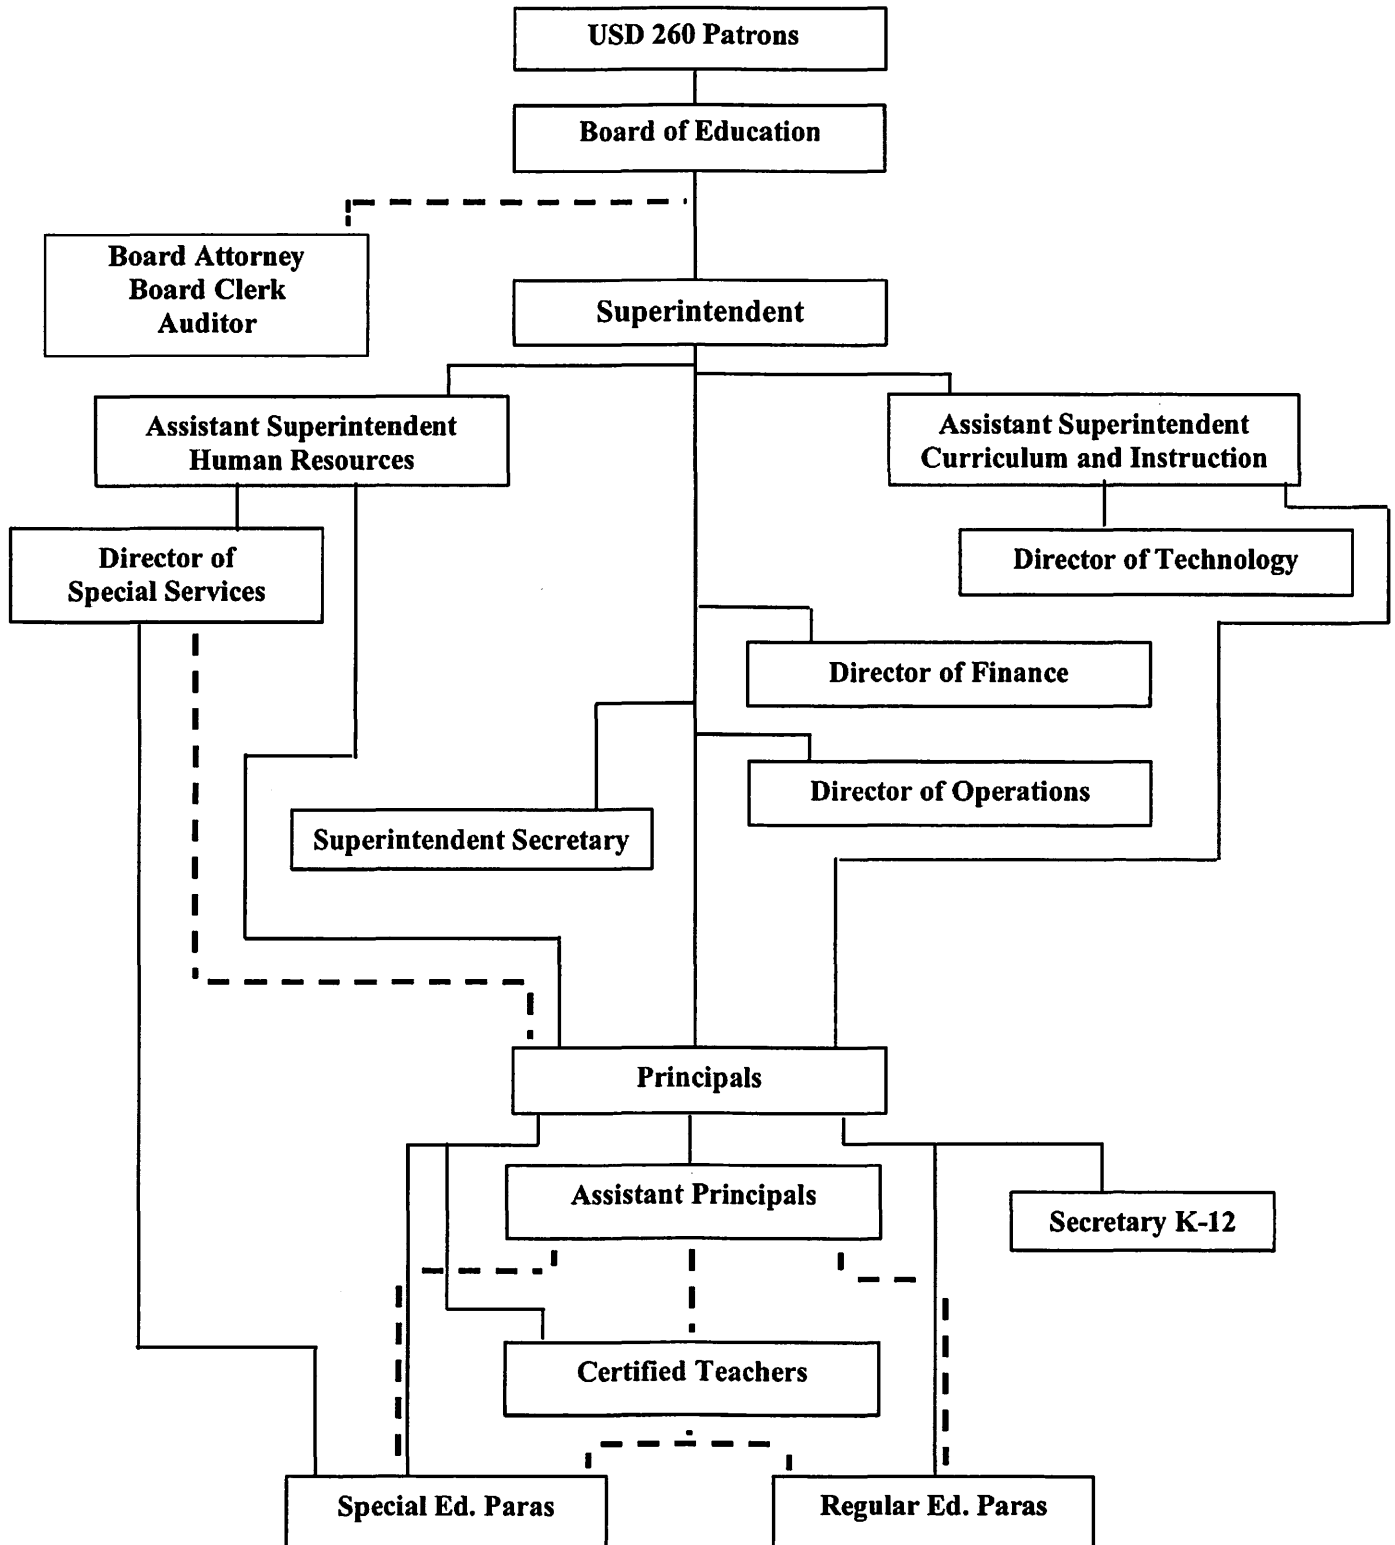 USD 260 Patrons
Board of Education
Board Attorney
Board Clerk
Auditor
Superintendent
Assistant Superintendent
Human Resources
Assistant Superintendent
Curriculum and Instruction
Director of
Special Services
Director of Technology
Director of Finance
Director of Operations
Superintendent Secretary
Principals
Assistant Principals
Secretary K-12
Certified Teachers
Special Ed. Paras
Regular Ed. Paras